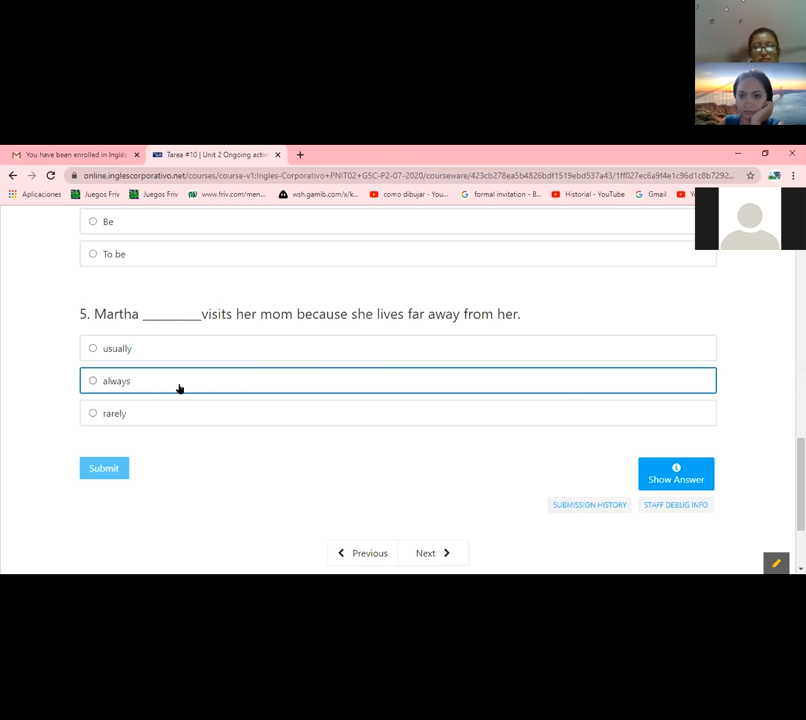 You have been enrolled in Inglés
Tarea #10 | Unit 2 Ongoing activ
online.inglescorporativo.net/courses/course-v1:Ingles-Corporativo+PNIT02+G5C-P2-07-2020/courseware/423cb278ea5b4826bdf1519ebd537a43/1ff027ec6a9f4e1c96d1c8b7292...
Aplicaciones
Juegos Friv
Juegos Friv
www.friv.com/men...
wsh.gamib.com/x/k...
como dibujar - You...
formal invitation - B...
Historial - YouTube
Gmail
Be
To be
5. Martha _________visits her mom because she lives far away from her.
usually
always
rarely
Submit
Show Answer
SUBMISSION HISTORY
STAFF DEBUG INFO
Previous
Next